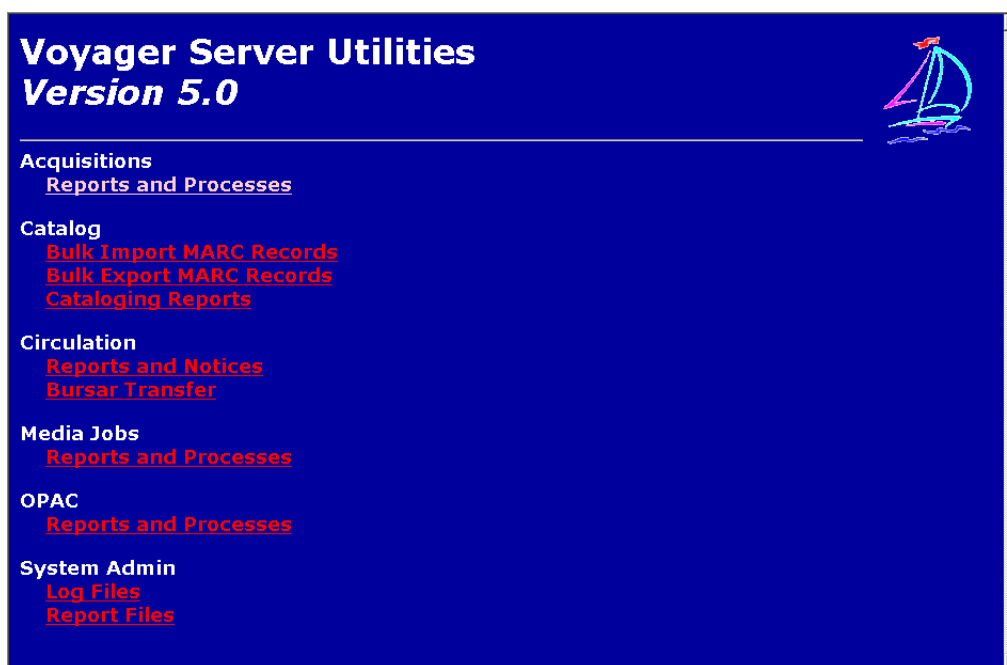 Voyager Server Utilities
Version 5.0
Acquisitions
Reports and Processes
Catalog
Bulk Import MARC Records
Bulk Export MARC Records
Cataloging Reports
Circulation
Reports and Notices
Bursar Transfer
Media Jobs
Reports and Processes
OPAC
Reports and Processes
System Admin
Log Files
Report Files